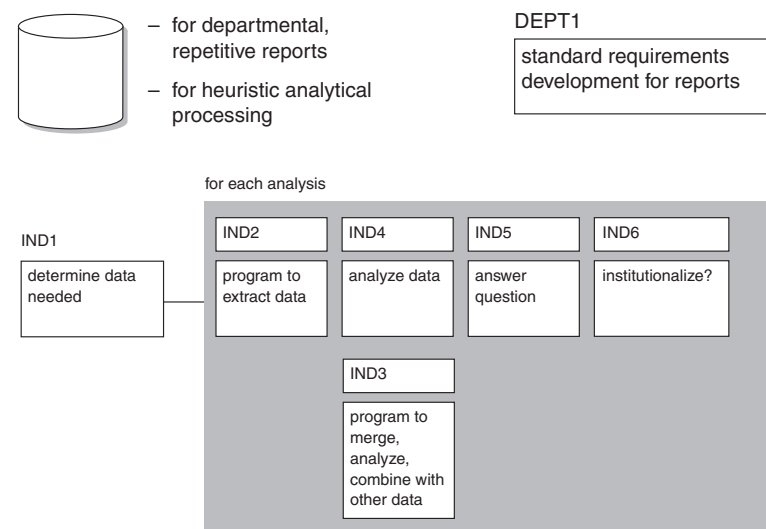 – for departmental,
repetitive reports
– for heuristic analytical
processing
DEPT1
standard requirements
development for reports
for each analysis
IND1
determine data
needed
IND2
program to
extract data
IND4
analyze data
IND5
answer
question
IND6
institutionalize?
IND3
program to
merge,
analyze,
combine with
other data